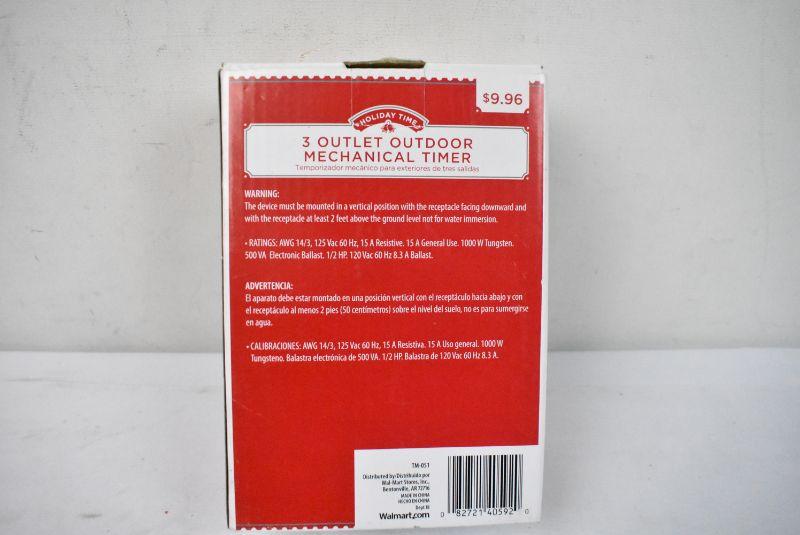 $9.96
HOLIDAY TIME
3 OUTLET OUTDOOR
MECHANICAL TIMER
Temporizador mecánico para exteriores de tres salidas
WARNING:
The device must be mounted in a vertical position with the receptacle facing downward and
with the receptacle at least 2 feet above the ground level not for water immersion.
• RATINGS: AWG 14/3, 125 Vac 60 Hz, 15 A Resistive. 15 A General Use. 1000 W Tungsten.
500 VA Electronic Ballast. 1/2 HP. 120 Vac 60 Hz 8.3 A Ballast.
ADVERTENCIA:
El aparato debe estar montado en una posición vertical con el receptáculo hacia abajo y con
el receptáculo al menos 2 pies (50 centímetros) sobre el nivel del suelo, no es para sumergirse
en agua.
• CALIBRACIONES: AWG 14/3, 125 Vac 60 Hz, 15 A Resistiva. 15 A Uso general. 1000 W
Tungsteno. Balastra electrónica de 500 VA. 1/2 HP. Balastra de 120 Vac 60 Hz 8.3 A.
TM-051
Distributed by/Distribuido por
Wal-Mart Stores, Inc.,
Bentonville, AR 72716
MADE IN CHINA
HECHO EN CHINA
Dept 18
Walmart.com
0 82721 40592 0